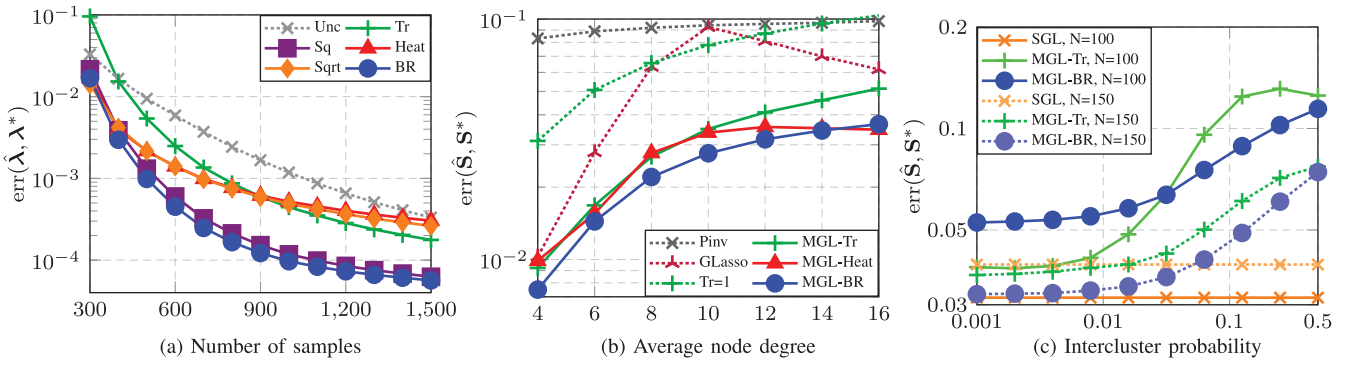 10⁻¹
10⁻²
10⁻³
10⁻⁴
err(λ̂, λ*)
Unc
Sq
Sqrt
Tr
Heat
BR
300
600
900
1,200
1,500
(a) Number of samples
10⁻¹
10⁻²
err(Ŝ, S*)
Pinv
GLasso
Tr=1
MGL-Tr
MGL-Heat
MGL-BR
4
6
8
10
12
14
16
(b) Average node degree
0.2
0.1
0.05
0.03
err(Ŝ, S*)
SGL, N=100
MGL-Tr, N=100
MGL-BR, N=100
SGL, N=150
MGL-Tr, N=150
MGL-BR, N=150
0.001
0.01
0.1
0.5
(c) Intercluster probability